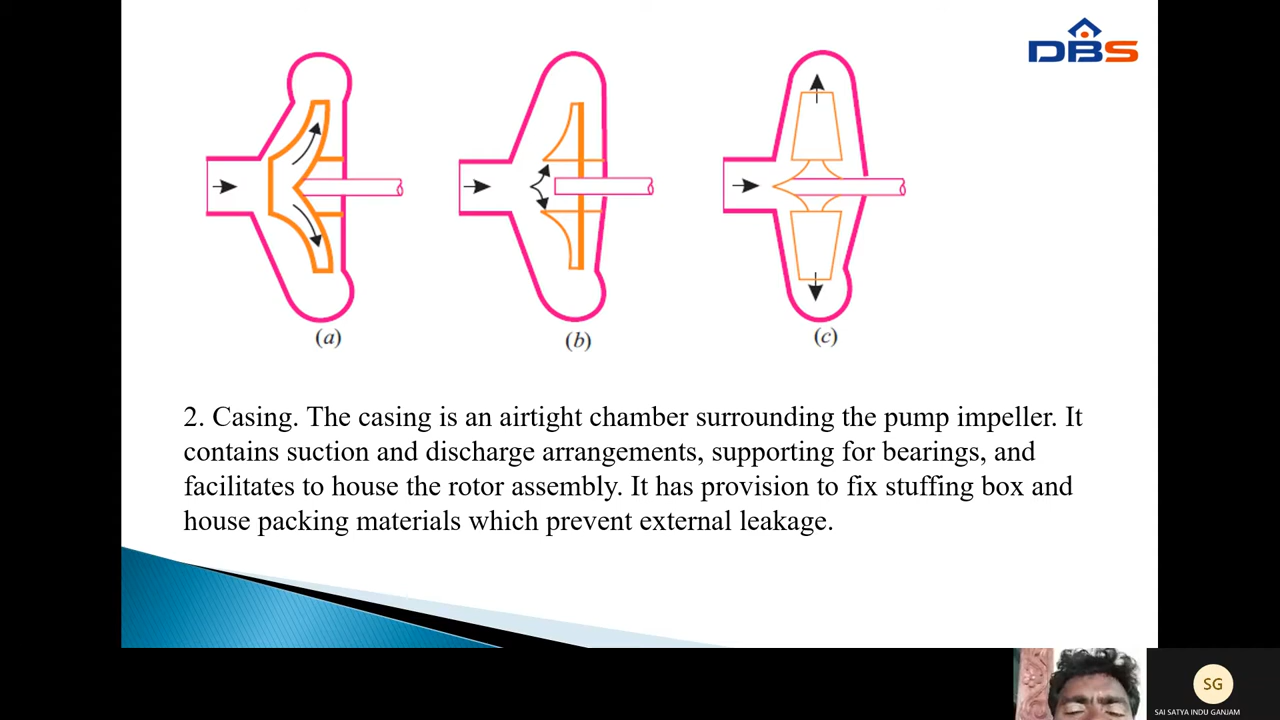 DBS
(a)
(b)
(c)
2. Casing. The casing is an airtight chamber surrounding the pump impeller. It
contains suction and discharge arrangements, supporting for bearings, and
facilitates to house the rotor assembly. It has provision to fix stuffing box and
house packing materials which prevent external leakage.
SG
SAI SATYA INDU GANJAM